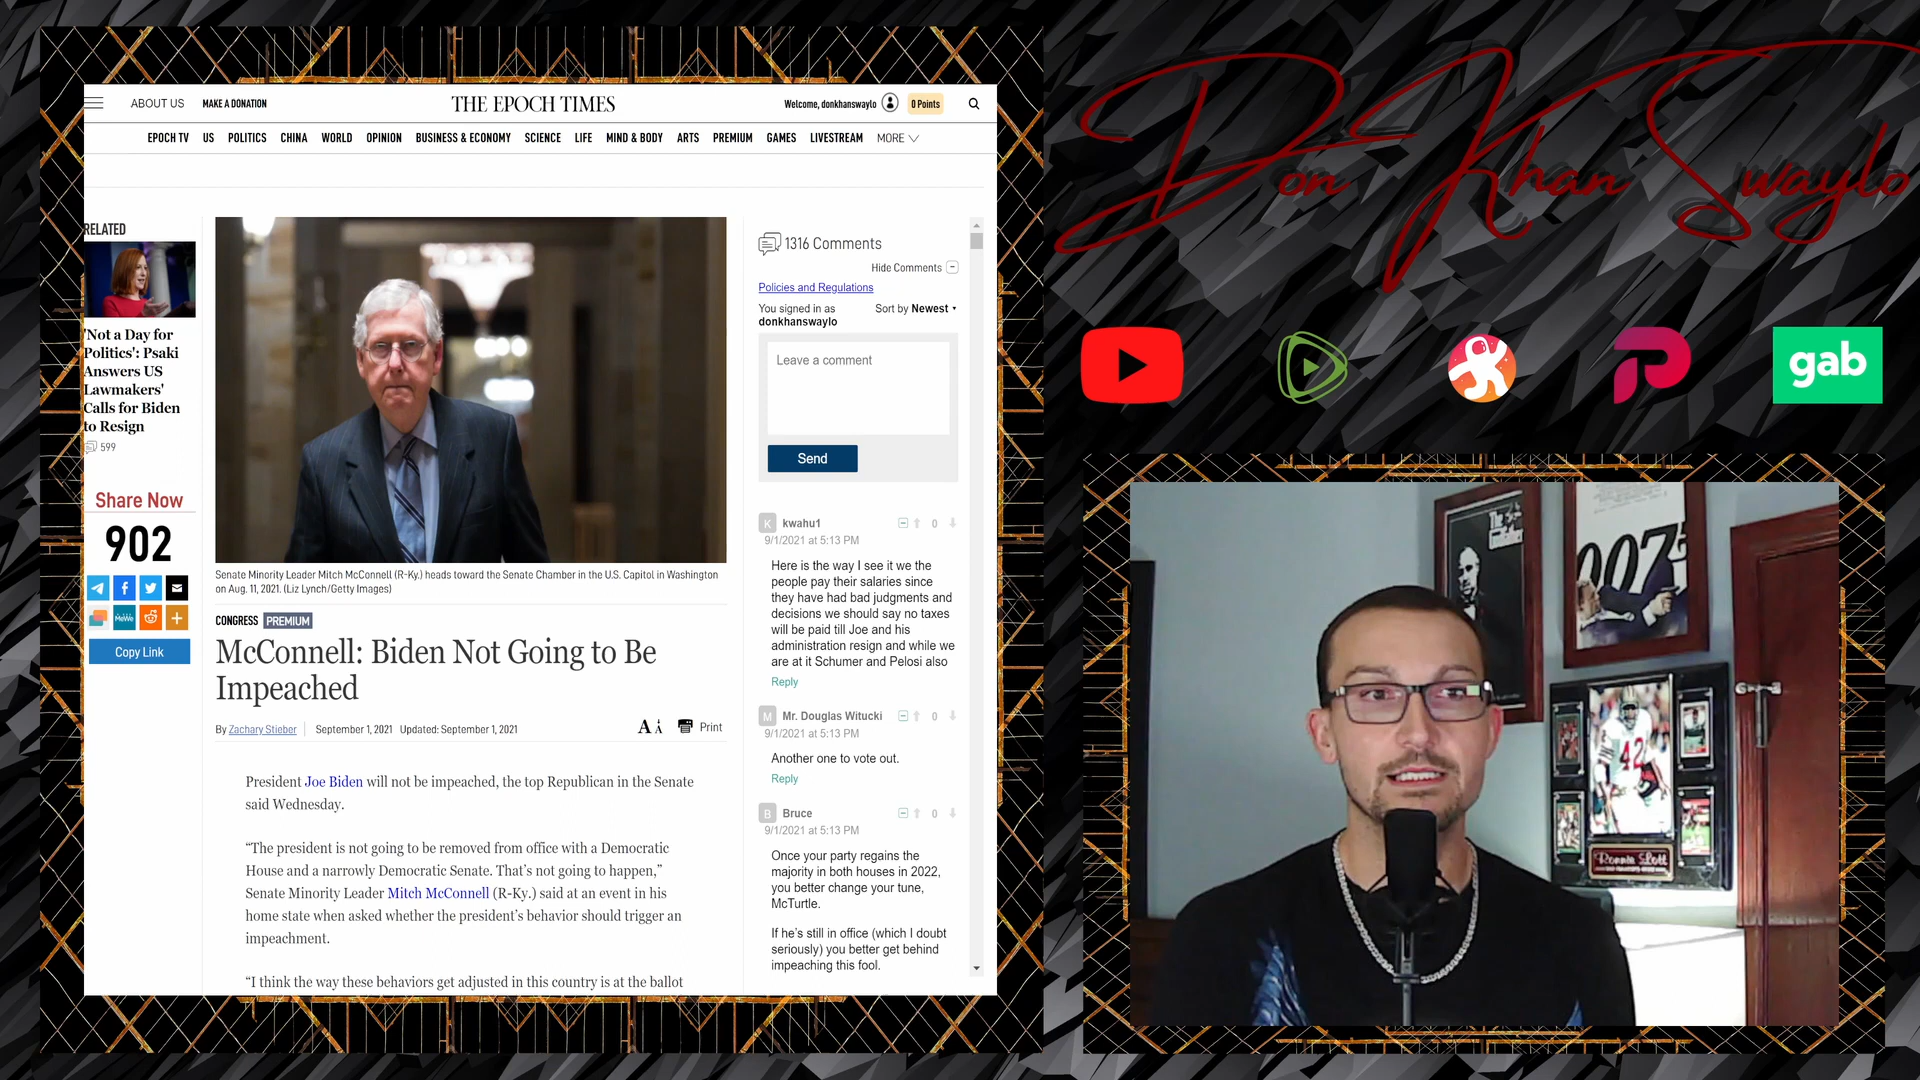 ABOUT US MAKE A DONATION THE EPOCH TIMES Welcome, donkhanswaylo 0 Points
EPOCH TV US POLITICS CHINA WORLD OPINION BUSINESS & ECONOMY SCIENCE LIFE MIND & BODY ARTS PREMIUM GAMES LIVESTREAM MORE
RELATED
'Not a Day for
Politics': Psaki
Answers US
Lawmakers'
Calls for Biden
to Resign
599
Share Now
902
MeWe
Copy Link
Senate Minority Leader Mitch McConnell (R-Ky.) heads toward the Senate Chamber in the U.S. Capitol in Washington
on Aug. 11, 2021. (Liz Lynch/Getty Images)
CONGRESS PREMIUM
McConnell: Biden Not Going to Be
Impeached
By Zachary Stieber September 1, 2021 Updated: September 1, 2021
A A Print
President Joe Biden will not be impeached, the top Republican in the Senate
said Wednesday.
“The president is not going to be removed from office with a Democratic
House and a narrowly Democratic Senate. That’s not going to happen,”
Senate Minority Leader Mitch McConnell (R-Ky.) said at an event in his
home state when asked whether the president’s behavior should trigger an
impeachment.
“I think the way these behaviors get adjusted in this country is at the ballot
1316 Comments
Hide Comments
Policies and Regulations
You signed in as
donkhanswaylo
Sort by Newest
Leave a comment
Send
K kwahu1 0
9/1/2021 at 5:13 PM
Here is the way I see it we the
people pay their salaries since
they have had bad judgments and
decisions we should say no taxes
will be paid till Joe and his
administration resign and while we
are at it Schumer and Pelosi also
Reply
M Mr. Douglas Witucki 0
9/1/2021 at 5:13 PM
Another one to vote out.
Reply
B Bruce 0
9/1/2021 at 5:13 PM
Once your party regains the
majority in both houses in 2022,
you better change your tune,
McTurtle.
If he's still in office (which I doubt
seriously) you better get behind
impeaching this fool.
Don Khan Swaylo
gab
The
007
42
Ronnie Lott